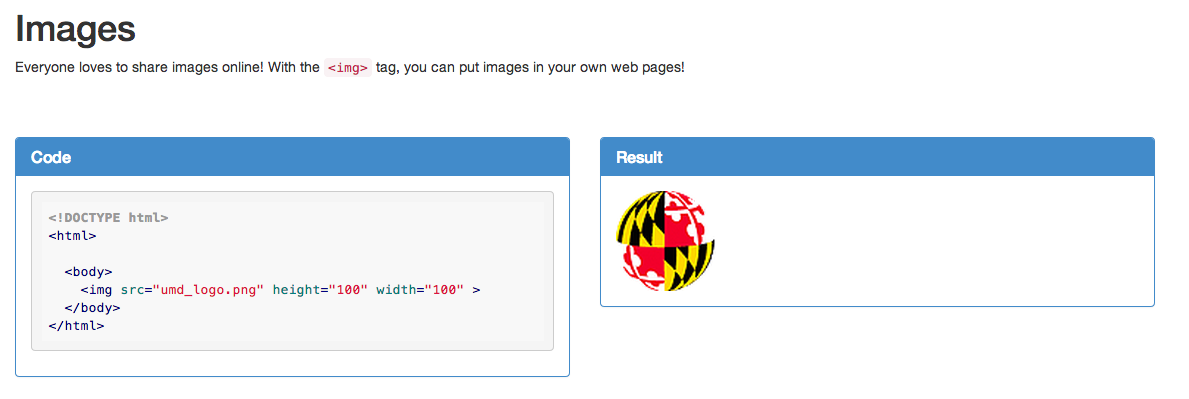 Images
Everyone loves to share images online! With the <img> tag, you can put images in your own web pages!
Code
<!DOCTYPE html>
<html>
<body>
<img src="umd_logo.png" height="100" width="100" >
</body>
</html>
Result